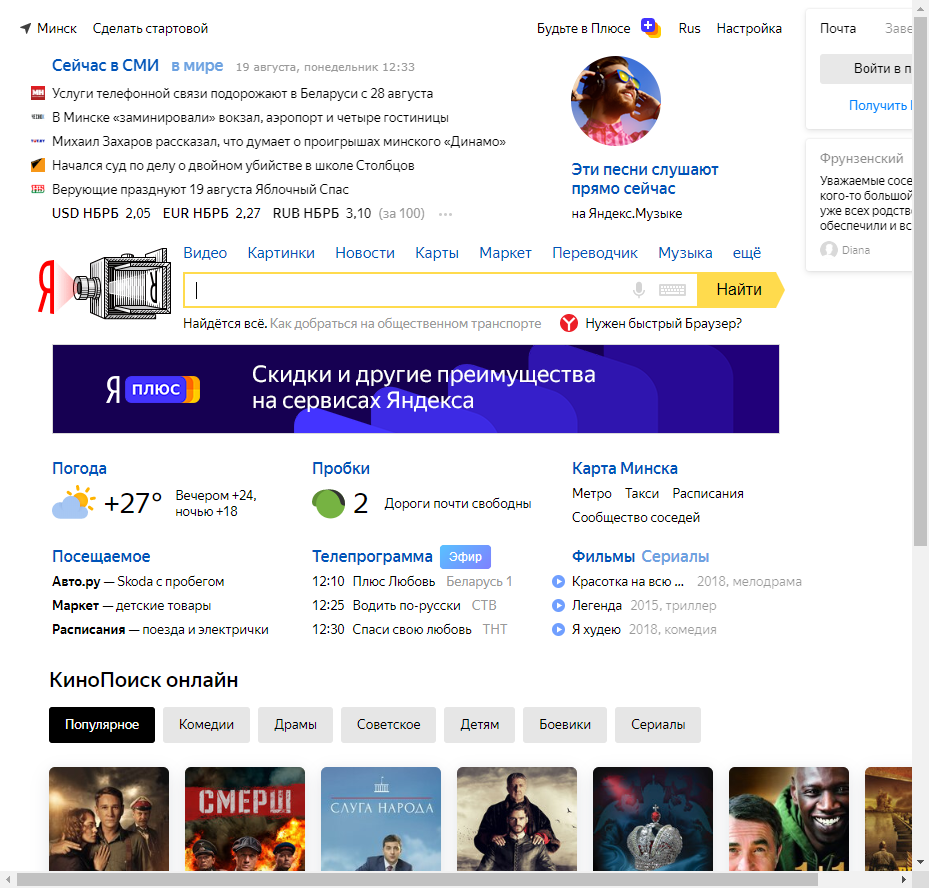 Минск Сделать стартовой
Будьте в Плюсе Rus Настройка
Почта Заве
Войти в п
Получить
Сейчас в СМИ в мире 19 августа, понедельник 12:33
Услуги телефонной связи подорожают в Беларуси с 28 августа
В Минске «заминировали» вокзал, аэропорт и четыре гостиницы
Михаил Захаров рассказал, что думает о проигрышах минского «Динамо»
Начался суд по делу о двойном убийстве в школе Столбцов
Верующие празднуют 19 августа Яблочный Спас
USD НБРБ 2,05 EUR НБРБ 2,27 RUB НБРБ 3,10 (за 100) ...
Эти песни слушают
прямо сейчас
на Яндекс.Музыке
Фрунзенский
Уважаемые сосе
кого-то большой
уже всех родств
обеспечили и вс
Diana
Видео Картинки Новости Карты Маркет Переводчик Музыка ещё
Я
Найти
Найдётся всё. Как добраться на общественном транспорте
Нужен быстрый Браузер?
Я плюс
Скидки и другие преимущества
на сервисах Яндекса
Погода
+27°
Вечером +24,
ночью +18
Пробки
2 Дороги почти свободны
Карта Минска
Метро Такси Расписания
Сообщество соседей
Посещаемое
Авто.ру — Skoda с пробегом
Маркет — детские товары
Расписания — поезда и электрички
Телепрограмма Эфир
12:10 Плюс Любовь Беларусь 1
12:25 Водить по-русски СТВ
12:30 Спаси свою любовь ТНТ
Фильмы Сериалы
Красотка на всю ... 2018, мелодрама
Легенда 2015, триллер
Я худею 2018, комедия
КиноПоиск онлайн
Популярное Комедии Драмы Советское Детям Боевики Сериалы
СМЕРШ
СЛУГА НАРОДА
1+1